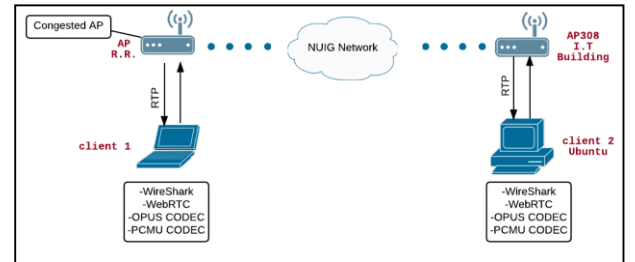 Congested AP
AP
R.R.
NUIG Network
AP308
I.T
Building
RTP
RTP
client 1
client 2
Ubuntu
-WireShark
-WebRTC
-OPUS CODEC
-PCMU CODEC
-WireShark
-WebRTC
-OPUS CODEC
-PCMU CODEC